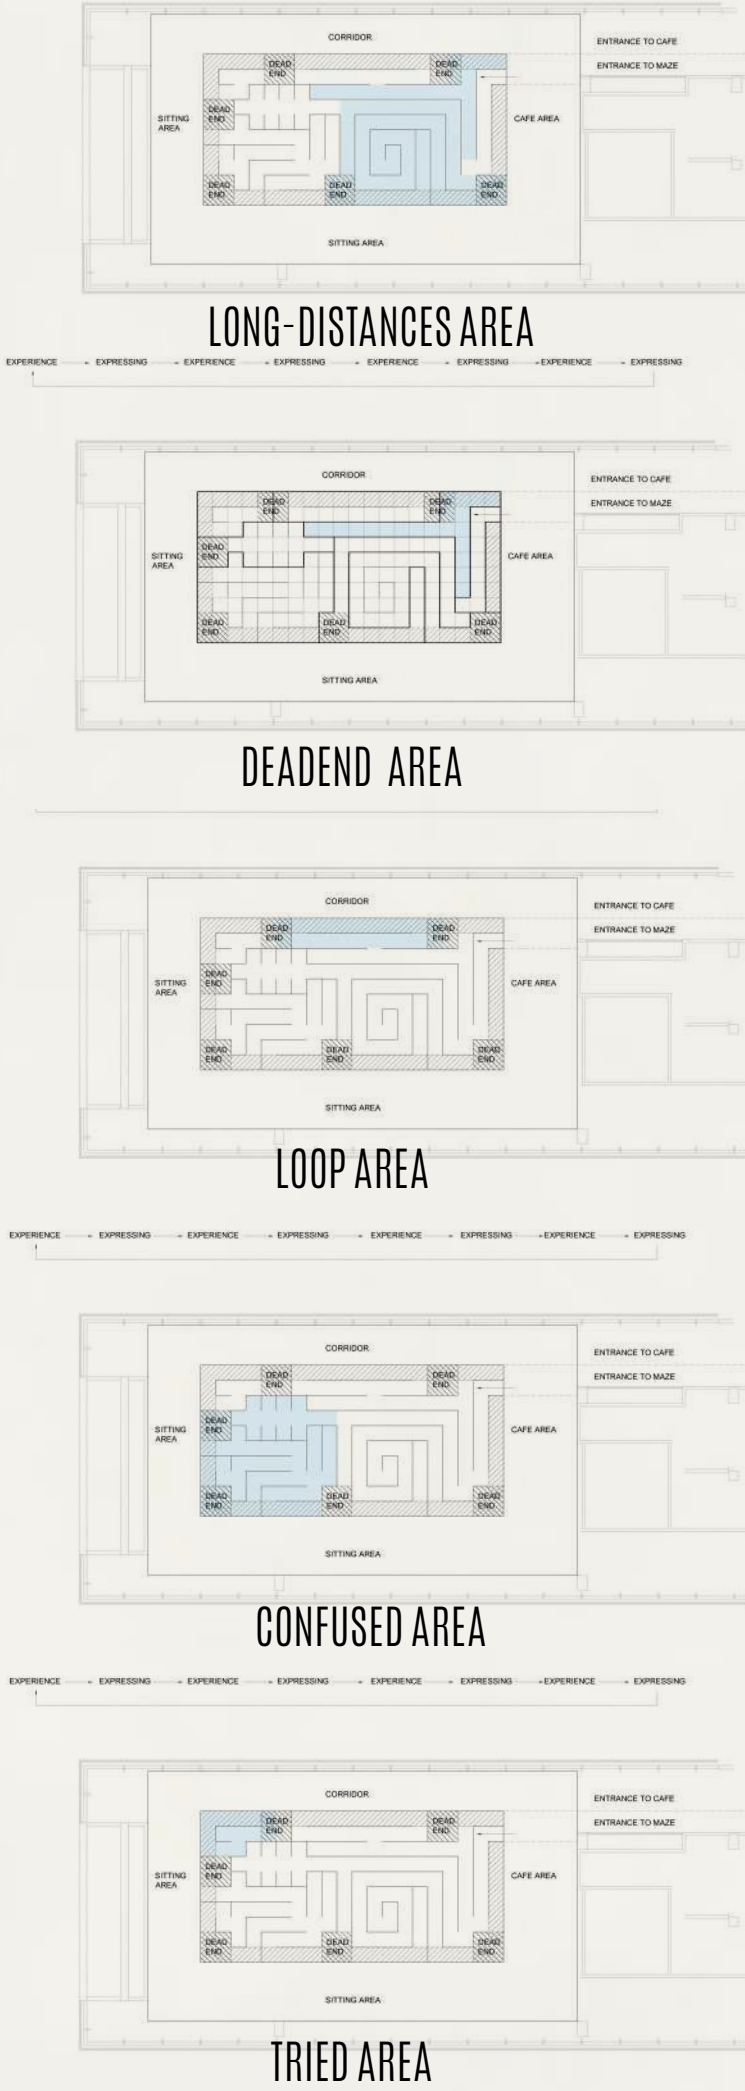 CORRIDOR
ENTRANCE TO CAFE
DEAD
END
DEAD
END
ENTRANCE TO MAZE
SITTING
AREA
DEAD
END
CAFE AREA
DEAD
END
DEAD
END
DEAD
END
SITTING AREA
LONG-DISTANCES AREA
EXPERIENCE EXPRESSING EXPERIENCE EXPRESSING EXPERIENCE EXPRESSING EXPERIENCE EXPRESSING
CORRIDOR
ENTRANCE TO CAFE
DEAD
END
DEAD
END
ENTRANCE TO MAZE
SITTING
AREA
DEAD
END
CAFE AREA
DEAD
END
DEAD
END
DEAD
END
SITTING AREA
DEADEND AREA
CORRIDOR
ENTRANCE TO CAFE
DEAD
END
DEAD
END
ENTRANCE TO MAZE
SITTING
AREA
DEAD
END
CAFE AREA
DEAD
END
DEAD
END
DEAD
END
SITTING AREA
LOOP AREA
EXPERIENCE EXPRESSING EXPERIENCE EXPRESSING EXPERIENCE EXPRESSING EXPERIENCE EXPRESSING
CORRIDOR
ENTRANCE TO CAFE
DEAD
END
DEAD
END
ENTRANCE TO MAZE
SITTING
AREA
DEAD
END
CAFE AREA
DEAD
END
DEAD
END
DEAD
END
SITTING AREA
CONFUSED AREA
EXPERIENCE EXPRESSING EXPERIENCE EXPRESSING EXPERIENCE EXPRESSING EXPERIENCE EXPRESSING
CORRIDOR
ENTRANCE TO CAFE
DEAD
END
DEAD
END
ENTRANCE TO MAZE
SITTING
AREA
DEAD
END
CAFE AREA
DEAD
END
DEAD
END
DEAD
END
SITTING AREA
TRIED AREA